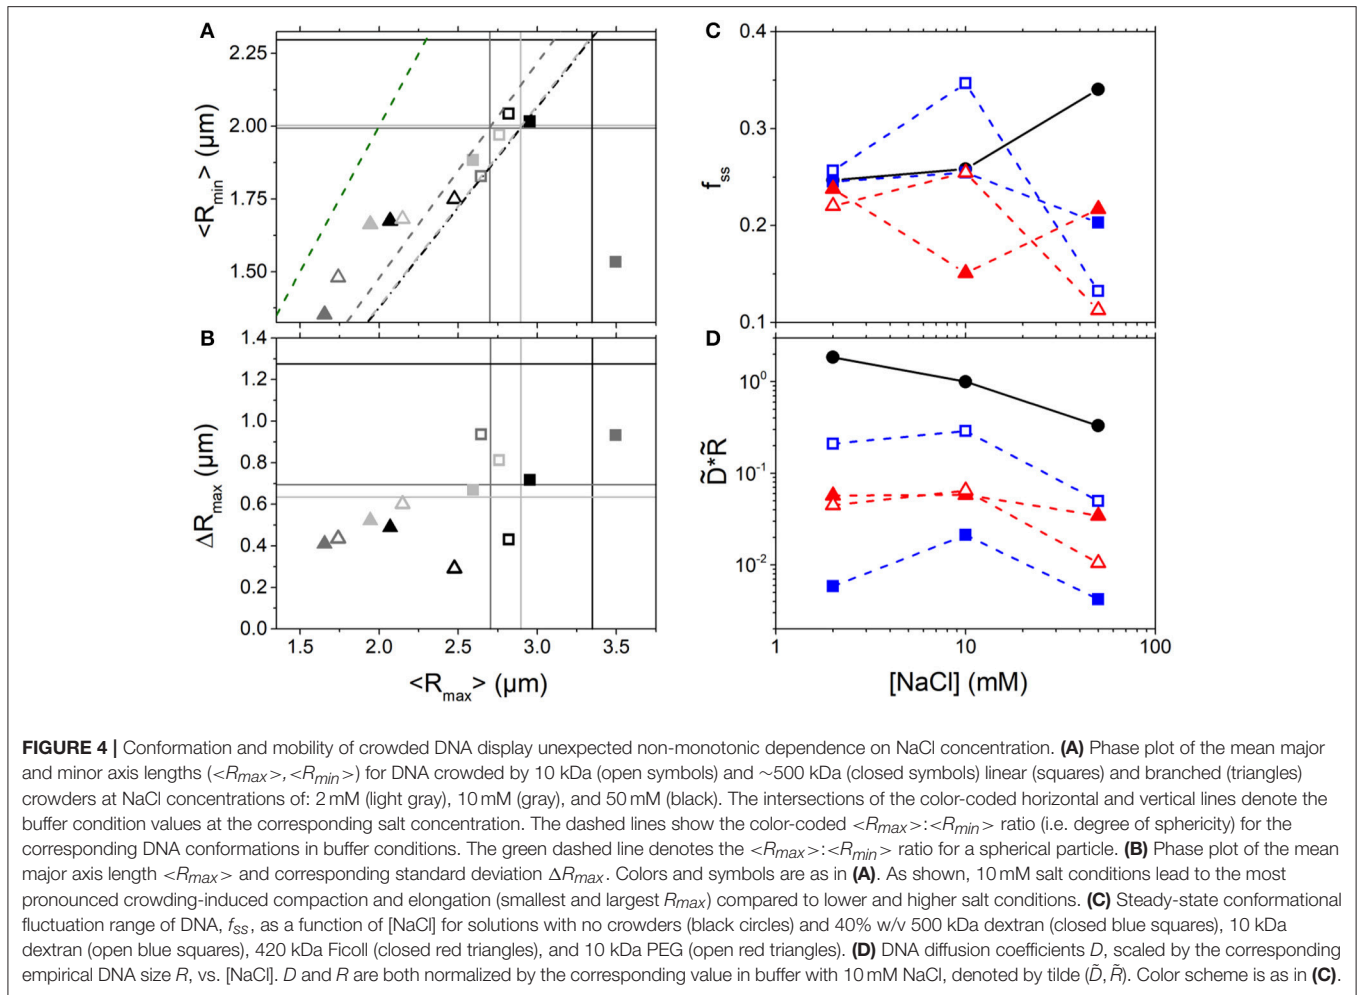 A
2.25
2.00
1.75
1.50
<R_min> (µm)
B
1.4
1.2
1.0
0.8
0.6
0.4
0.2
0.0
ΔR_max (µm)
1.5 2.0 2.5 3.0 3.5
<R_max> (µm)
C
0.4
0.3
0.2
0.1
f_ss
D
10^0
10^-1
10^-2
D̃*R̃
1 10 100
[NaCl] (mM)
FIGURE 4 | Conformation and mobility of crowded DNA display unexpected non-monotonic dependence on NaCl concentration. (A) Phase plot of the mean major
and minor axis lengths (<Rmax>,<Rmin>) for DNA crowded by 10 kDa (open symbols) and ~500 kDa (closed symbols) linear (squares) and branched (triangles)
crowders at NaCl concentrations of: 2 mM (light gray), 10 mM (gray), and 50 mM (black). The intersections of the color-coded horizontal and vertical lines denote the
buffer condition values at the corresponding salt concentration. The dashed lines show the color-coded <Rmax>:<Rmin> ratio (i.e. degree of sphericity) for the
corresponding DNA conformations in buffer conditions. The green dashed line denotes the <Rmax>:<Rmin> ratio for a spherical particle. (B) Phase plot of the mean
major axis length <Rmax> and corresponding standard deviation ΔRmax. Colors and symbols are as in (A). As shown, 10 mM salt conditions lead to the most
pronounced crowding-induced compaction and elongation (smallest and largest Rmax) compared to lower and higher salt conditions. (C) Steady-state conformational
fluctuation range of DNA, fss, as a function of [NaCl] for solutions with no crowders (black circles) and 40% w/v 500 kDa dextran (closed blue squares), 10 kDa
dextran (open blue squares), 420 kDa Ficoll (closed red triangles), and 10 kDa PEG (open red triangles). (D) DNA diffusion coefficients D, scaled by the corresponding
empirical DNA size R, vs. [NaCl]. D and R are both normalized by the corresponding value in buffer with 10 mM NaCl, denoted by tilde (D̃, R̃). Color scheme is as in (C).